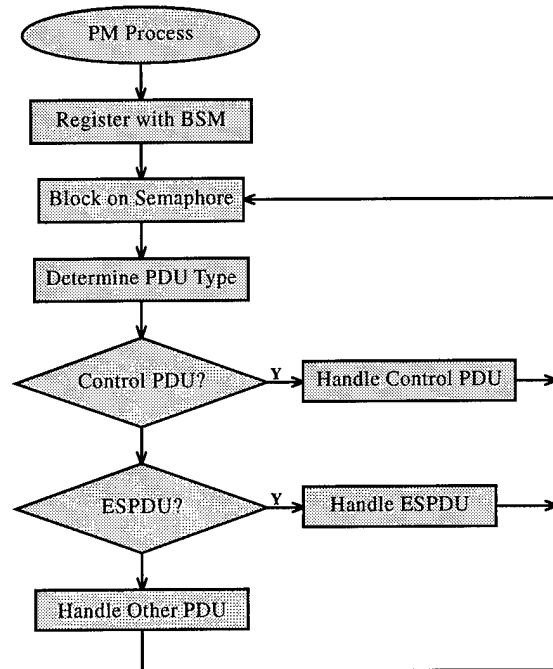 PM Process
Register with BSM
Block on Semaphore
Determine PDU Type
Control PDU?
Y
Handle Control PDU
ESPDU?
Y
Handle ESPDU
Handle Other PDU